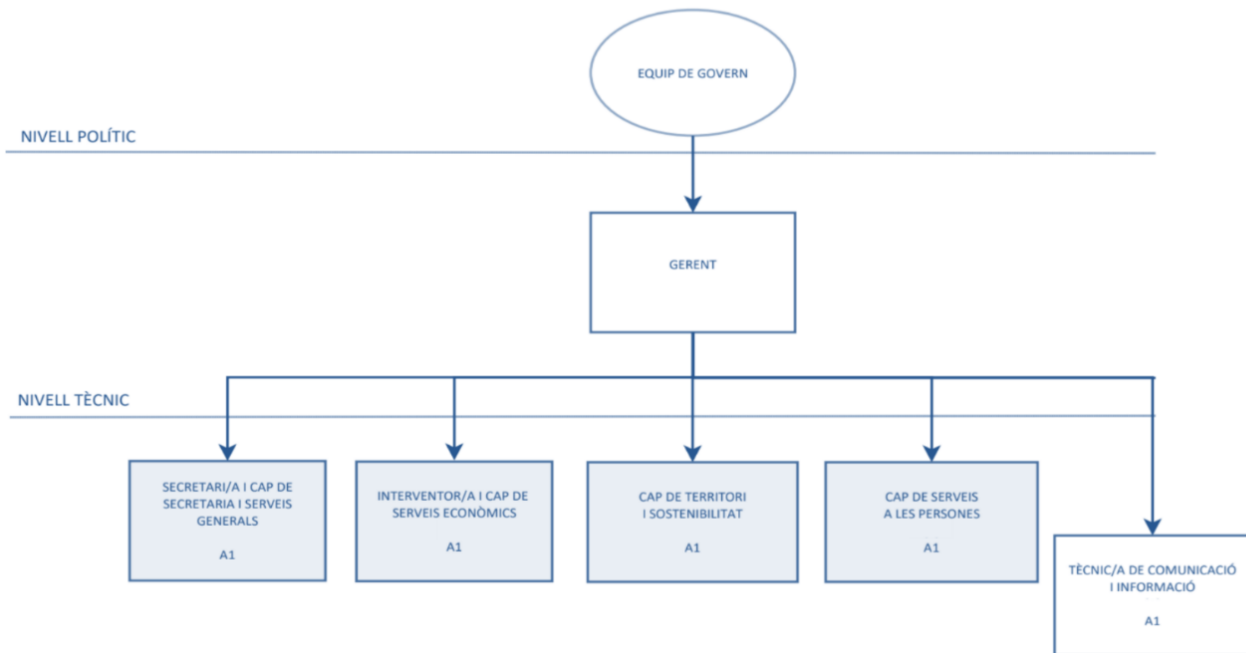 EQUIP DE GOVERN
NIVELL POLÍTIC
GERENT
NIVELL TÈCNIC
SECRETARI/A I CAP DE
SECRETARIA I SERVEIS
GENERALS
A1
INTERVENTOR/A I CAP DE
SERVEIS ECONÒMICS
A1
CAP DE TERRITORI
I SOSTENIBILITAT
A1
CAP DE SERVEIS
A LES PERSONES
A1
TÈCNIC/A DE COMUNICACIÓ
I INFORMACIÓ
A1